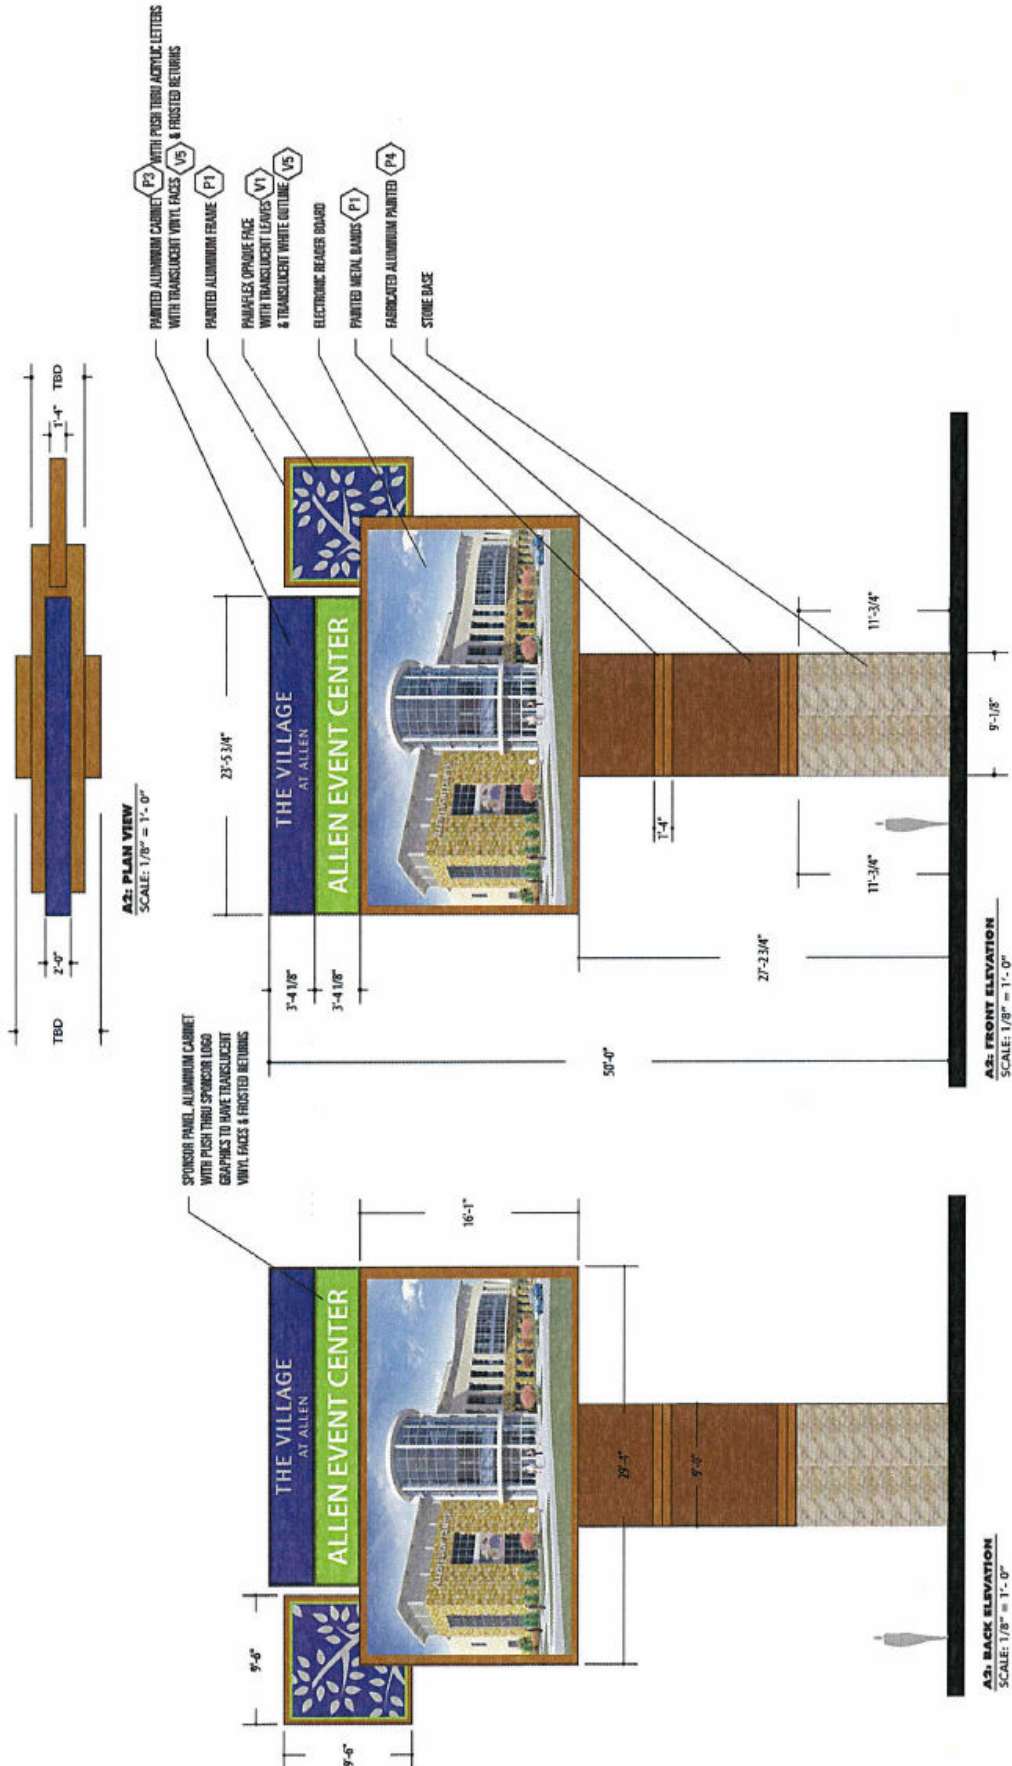 PAINTED ALUMINUM CABINET P3 WITH PUSH THRU ACRYLIC LETTERS
WITH TRANSLUCENT VINYL FACES V5 & FROSTED RETURNS
PAINTED ALUMINUM FRAME P1
PANAFLEX OPAQUE FACE
WITH TRANSLUCENT LEAVES V1
& TRANSLUCENT WHITE OUTLINE V5
ELECTRONIC READER BOARD
PAINTED METAL BANDS P1
FABRICATED ALUMINUM PAINTED P4
STONE BASE
TBD
1'-4"
2'-0"
TBD
A2: PLAN VIEW
SCALE: 1/8" = 1'- 0"
23'-5 3/4"
THE VILLAGE
AT ALLEN
ALLEN EVENT CENTER
3'-4 1/8"
3'-4 1/8"
50'-0"
27'-2 3/4"
1'-4"
11'-3/4"
11'-3/4"
9'-1/8"
A2: FRONT ELEVATION
SCALE: 1/8" = 1'- 0"
SPONSOR PANEL, ALUMINUM CABINET
WITH PUSH THRU SPONSOR LOGO
GRAPHICS TO HAVE TRANSLUCENT
VINYL FACES & FROSTED RETURNS
THE VILLAGE
AT ALLEN
ALLEN EVENT CENTER
16'-1"
9'-6"
9'-6"
29'-4"
A2: BACK ELEVATION
SCALE: 1/8" = 1'- 0"